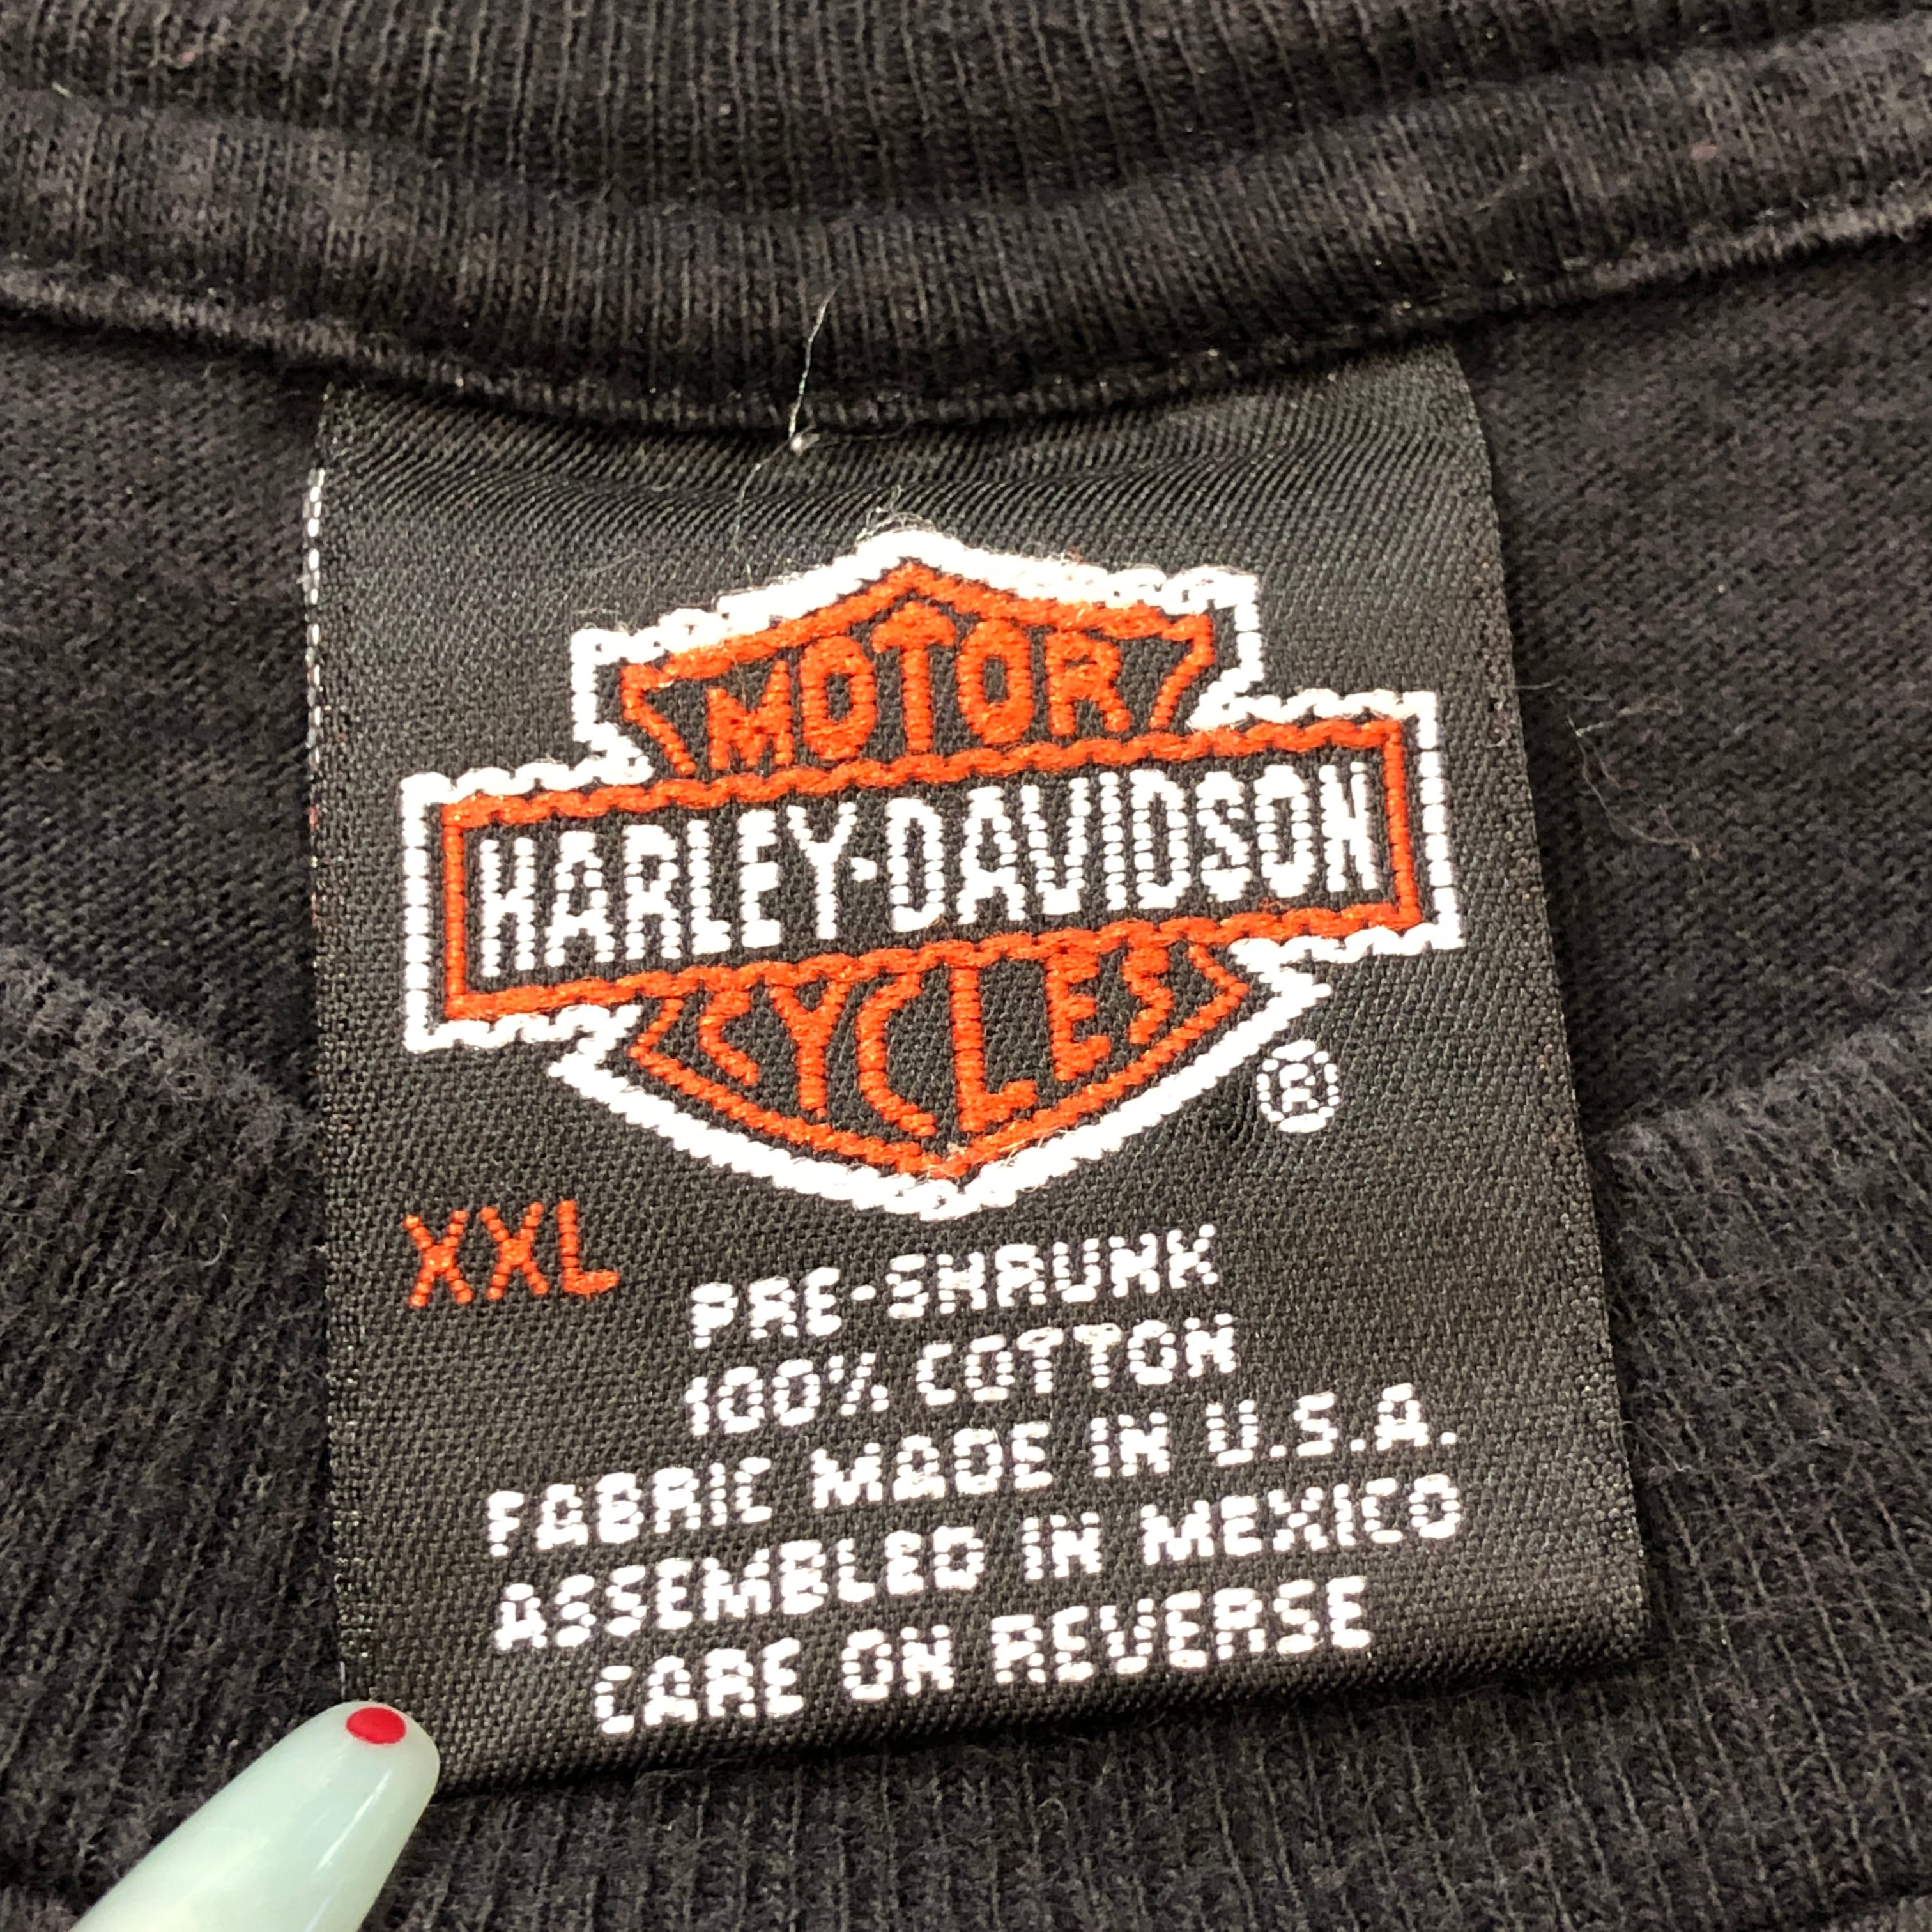 MOTOR
HARLEY-DAVIDSON
CYCLES
®
XXL
PRE-SHRUNK
100% COTTON
FABRIC MADE IN U.S.A.
ASSEMBLED IN MEXICO
CARE ON REVERSE